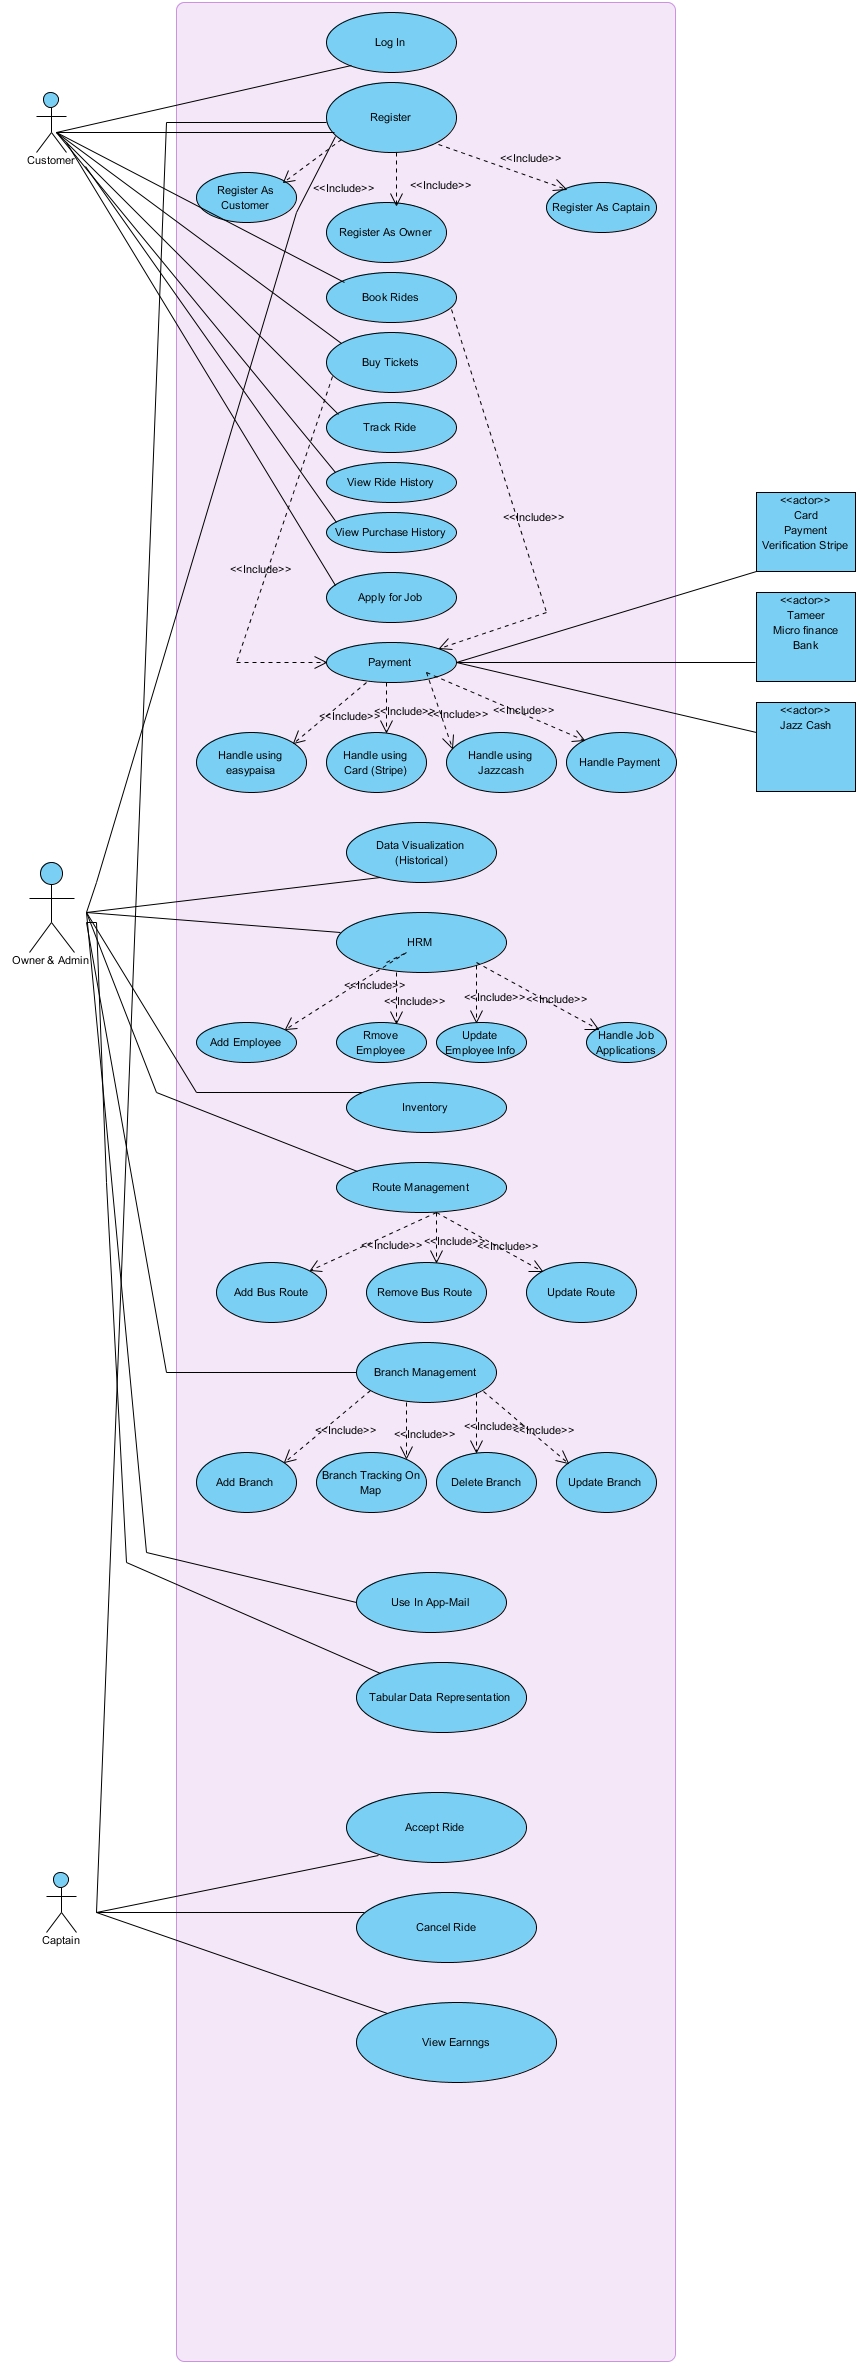 Log In
Customer
Register
<<Include>>
<<Include>>
<<Include>>
Register As
Customer
Register As Owner
Register As Captain
Book Rides
Buy Tickets
Track Ride
View Ride History
View Purchase History
<<Include>>
<<Include>>
Apply for Job
Payment
<<actor>>
Card
Payment
Verification Stripe
<<actor>>
Tameer
Micro finance
Bank
<<actor>>
Jazz Cash
<<Include>>
<<Include>>
<<Include>>
<<Include>>
Handle using
easypaisa
Handle using
Card (Stripe)
Handle using
Jazzcash
Handle Payment
Data Visualization
(Historical)
Owner & Admin
HRM
<<Include>>
<<Include>>
<<Include>>
<<Include>>
Add Employee
Rmove
Employee
Update
Employee Info
Handle Job
Applications
Inventory
Route Management
<<Include>>
<<Include>>
<<Include>>
Add Bus Route
Remove Bus Route
Update Route
Branch Management
<<Include>>
<<Include>>
<<Include>>
<<Include>>
Add Branch
Branch Tracking On
Map
Delete Branch
Update Branch
Use In App-Mail
Tabular Data Representation
Accept Ride
Captain
Cancel Ride
View Earnngs